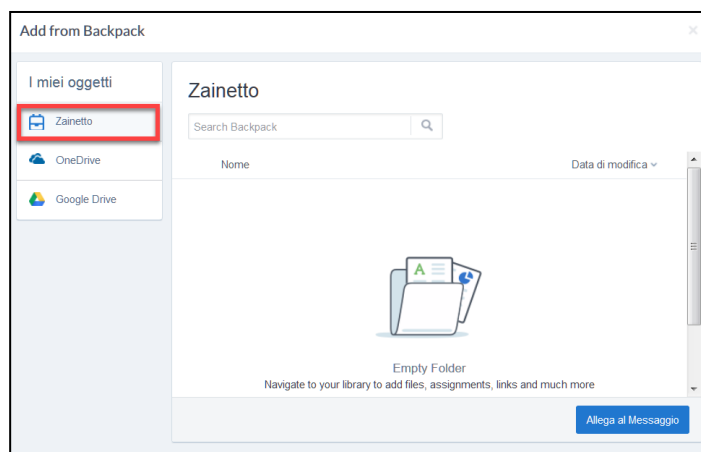 Add from Backpack
I miei oggetti
Zainetto
OneDrive
Google Drive
Zainetto
Search Backpack
Nome Data di modifica
A
Empty Folder
Navigate to your library to add files, assignments, links and much more
Allega al Messaggio